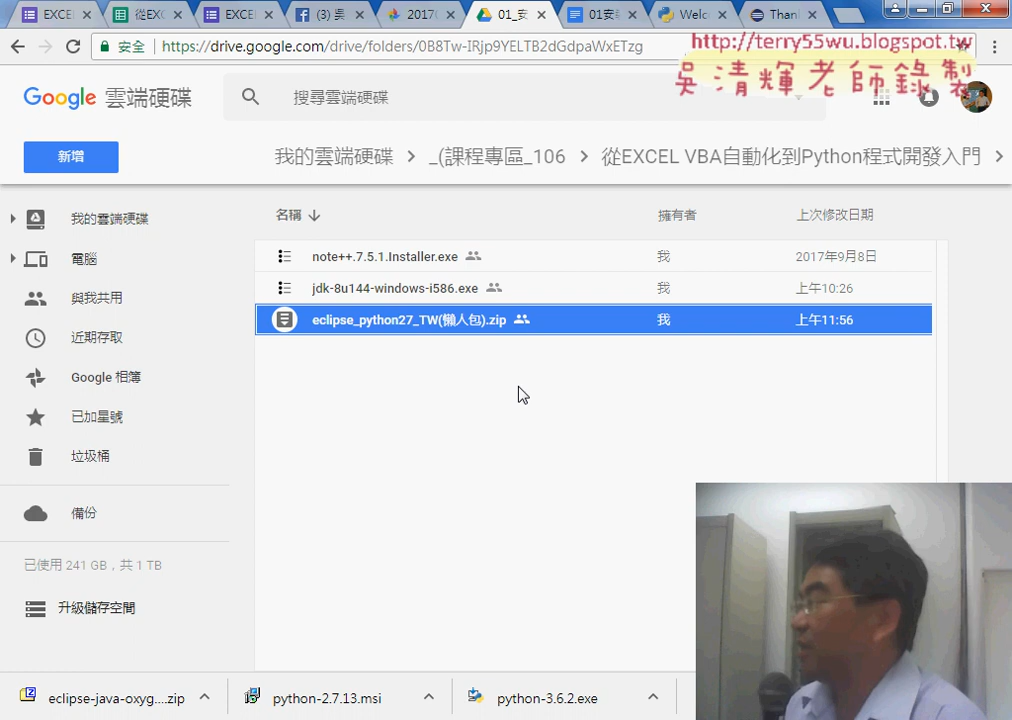 EXCEL
從EXC
EXCEL
(3) 吳
2017
01_安
01安
Welc
Than
安全
https://drive.google.com/drive/folders/0B8Tw-IRjp9YELTB2dGdpaWxETzg
http://terry55wu.blogspot.tw
吳清輝老師錄製
Google 雲端硬碟
搜尋雲端硬碟
新增
我的雲端硬碟 > _(課程專區_106 > 從EXCEL VBA自動化到Python程式開發入門 >
名稱
擁有者
上次修改日期
我的雲端硬碟
note++.7.5.1.Installer.exe
我
2017年9月8日
電腦
jdk-8u144-windows-i586.exe
我
上午10:26
與我共用
eclipse_python27_TW(懶人包).zip
我
上午11:56
近期存取
Google 相簿
已加星號
垃圾桶
備份
已使用 241 GB，共 1 TB
升級儲存空間
eclipse-java-oxyg....zip
python-2.7.13.msi
python-3.6.2.exe